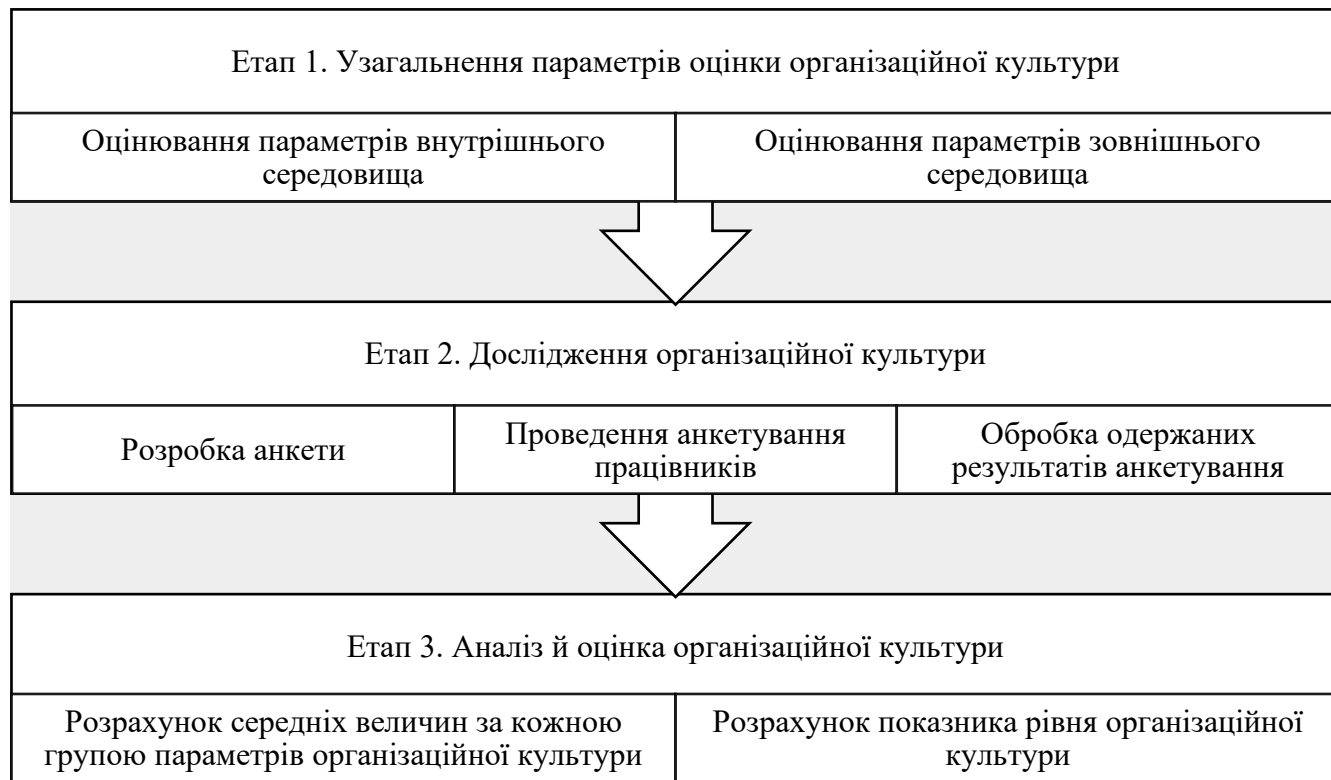 Етап 1. Узагальнення параметрів оцінки організаційної культури
Оцінювання параметрів внутрішнього
середовища
Оцінювання параметрів зовнішнього
середовища
Етап 2. Дослідження організаційної культури
Розробка анкети
Проведення анкетування
працівників
Обробка одержаних
результатів анкетування
Етап 3. Аналіз й оцінка організаційної культури
Розрахунок середніх величин за кожною
групою параметрів організаційної культури
Розрахунок показника рівня організаційної
культури